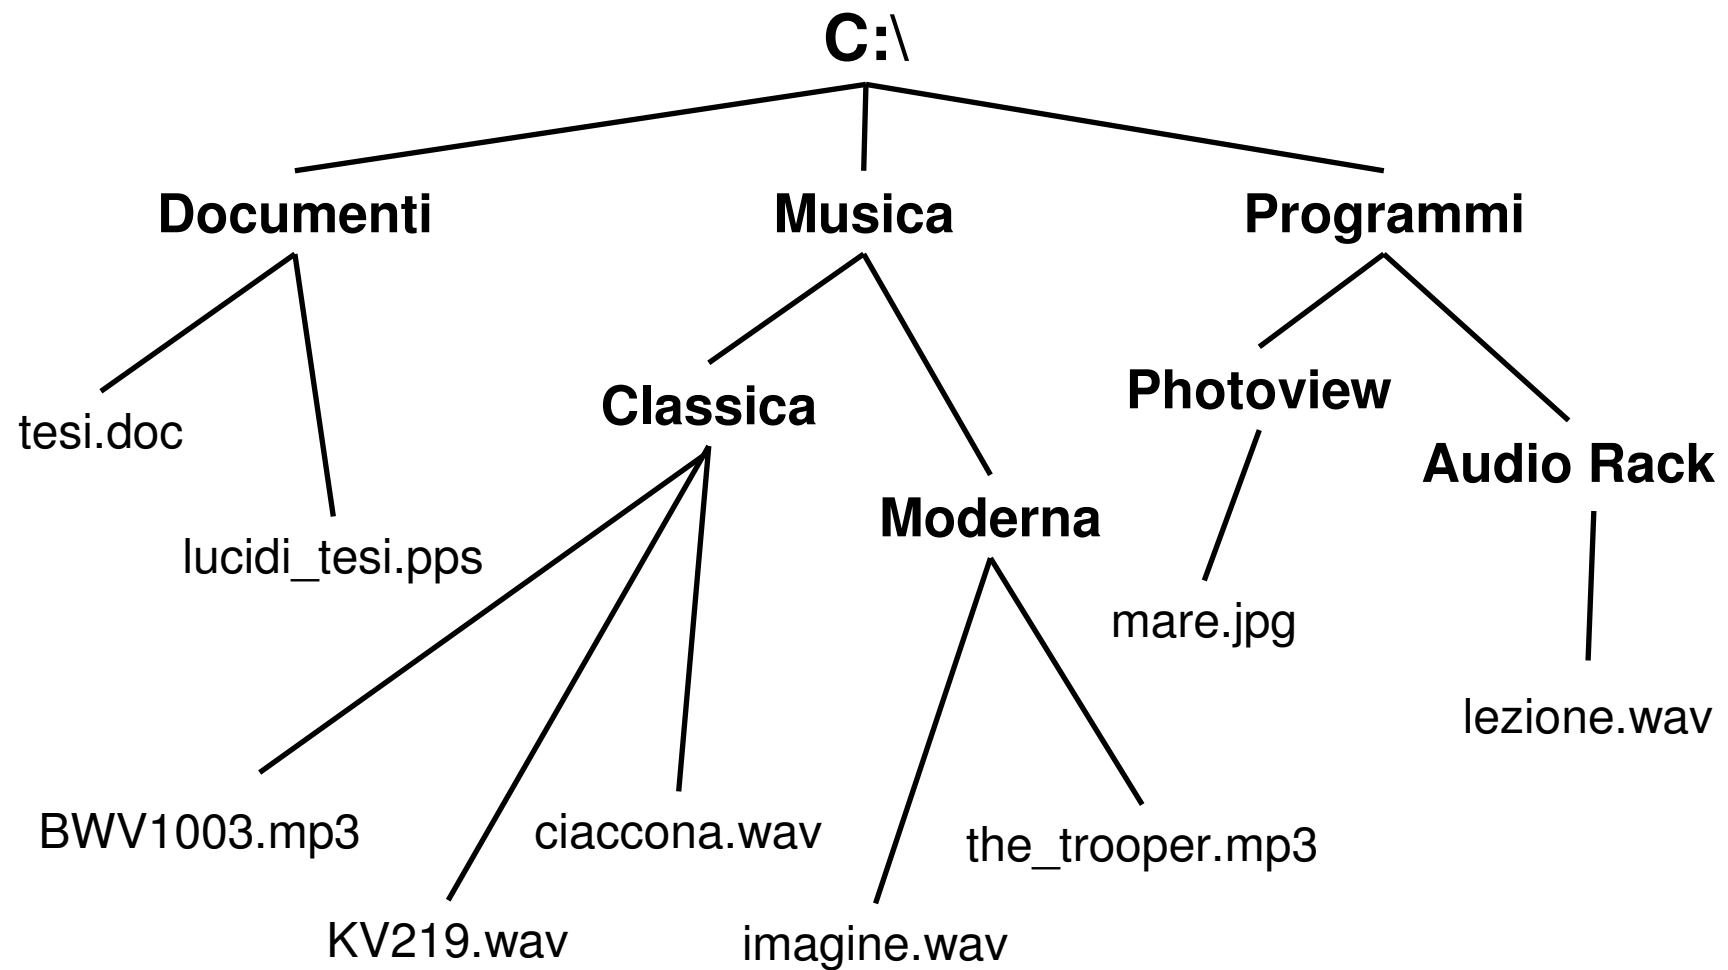 C:\
Documenti
Musica
Programmi
Classica
Photoview
tesi.doc
Audio Rack
Moderna
lucidi_tesi.pps
mare.jpg
lezione.wav
BWV1003.mp3
ciaccona.wav
the_trooper.mp3
KV219.wav
imagine.wav